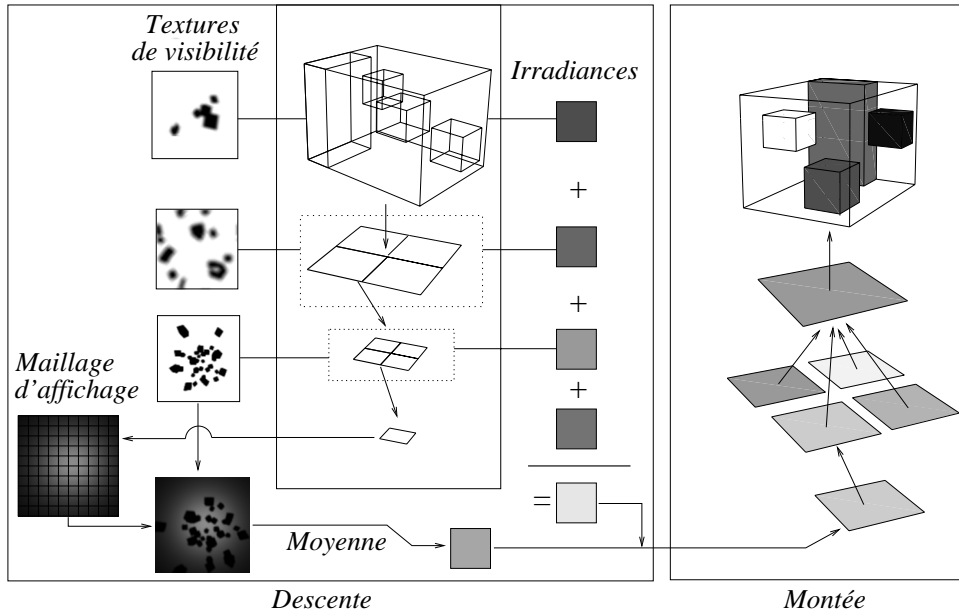 Textures
de visibilité
Irradiances
+
+
Maillage
d'affichage
+
=
Moyenne
Descente
Montée